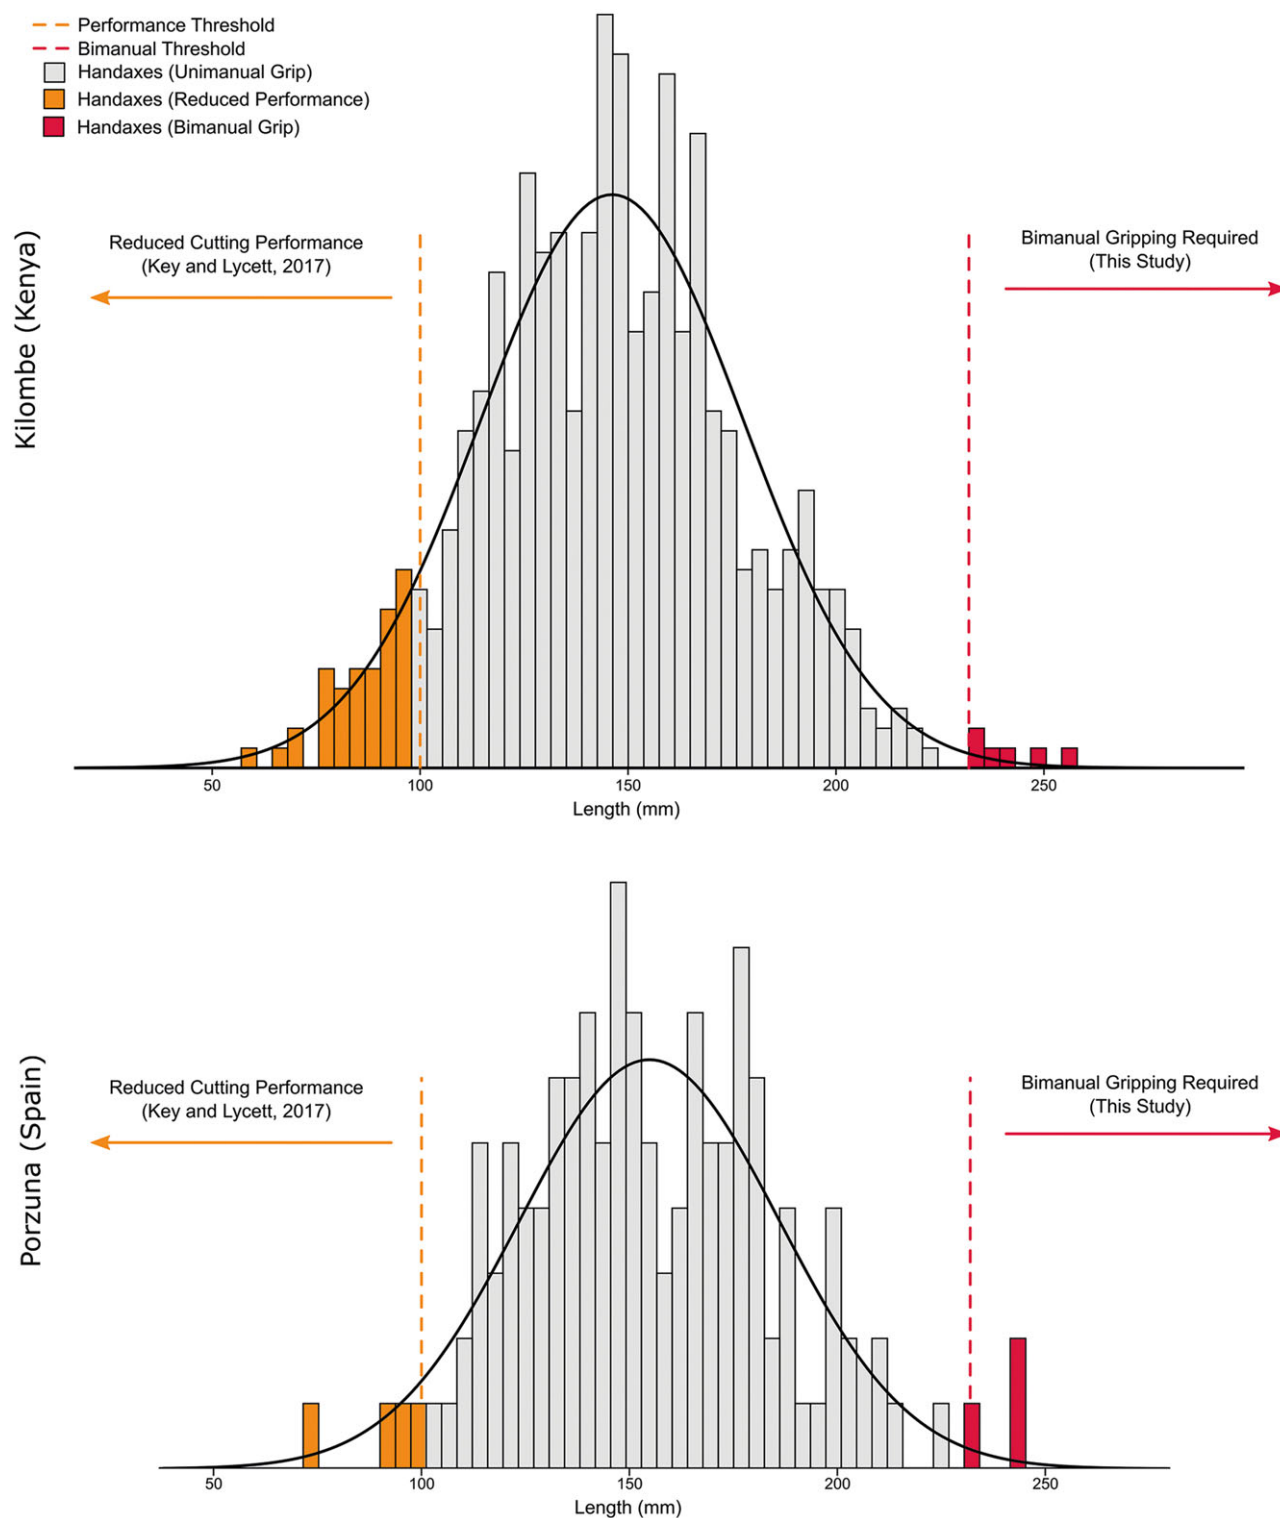 Performance Threshold
Bimanual Threshold
Handaxes (Unimanual Grip)
Handaxes (Reduced Performance)
Handaxes (Bimanual Grip)
Kilombe (Kenya)
Reduced Cutting Performance
(Key and Lycett, 2017)
Bimanual Gripping Required
(This Study)
50 100 150 200 250
Length (mm)
Porzuna (Spain)
Reduced Cutting Performance
(Key and Lycett, 2017)
Bimanual Gripping Required
(This Study)
50 100 150 200 250
Length (mm)